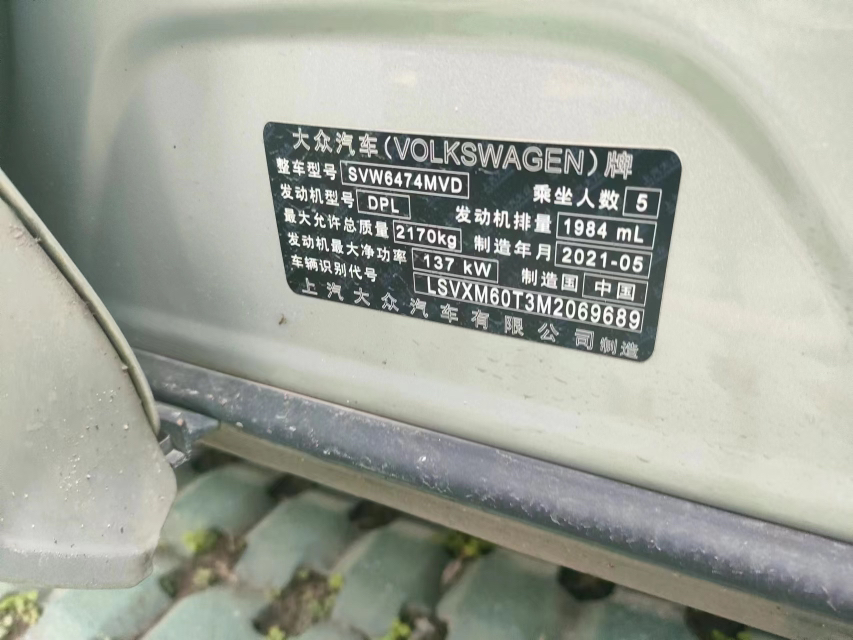 大众汽车(VOLKSWAGEN)牌
整车型号 SVW6474MVD 乘坐人数 5
发动机型号 DPL 发动机排量 1984 mL
最大允许总质量 2170kg 制造年月 2021-05
发动机最大净功率 137 kW 制造国 中国
车辆识别代号 LSVXM60T3M2069689
上汽大众汽车有限公司制造